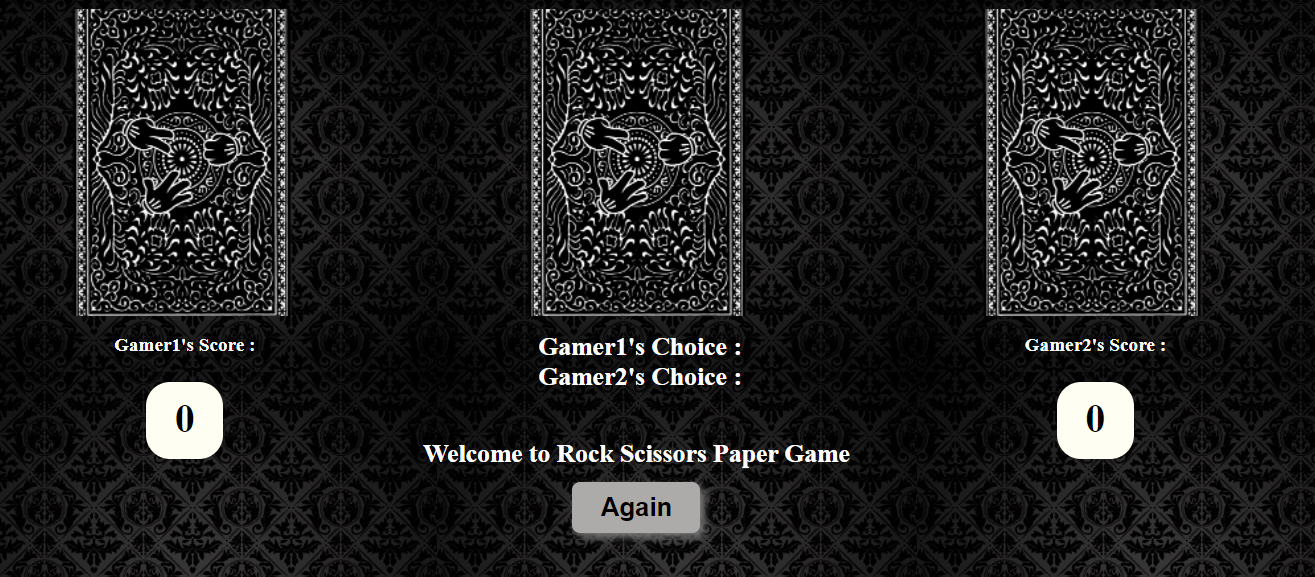 Gamer1's Score :
0
Gamer1's Choice :
Gamer2's Choice :
Welcome to Rock Scissors Paper Game
Again
Gamer2's Score :
0